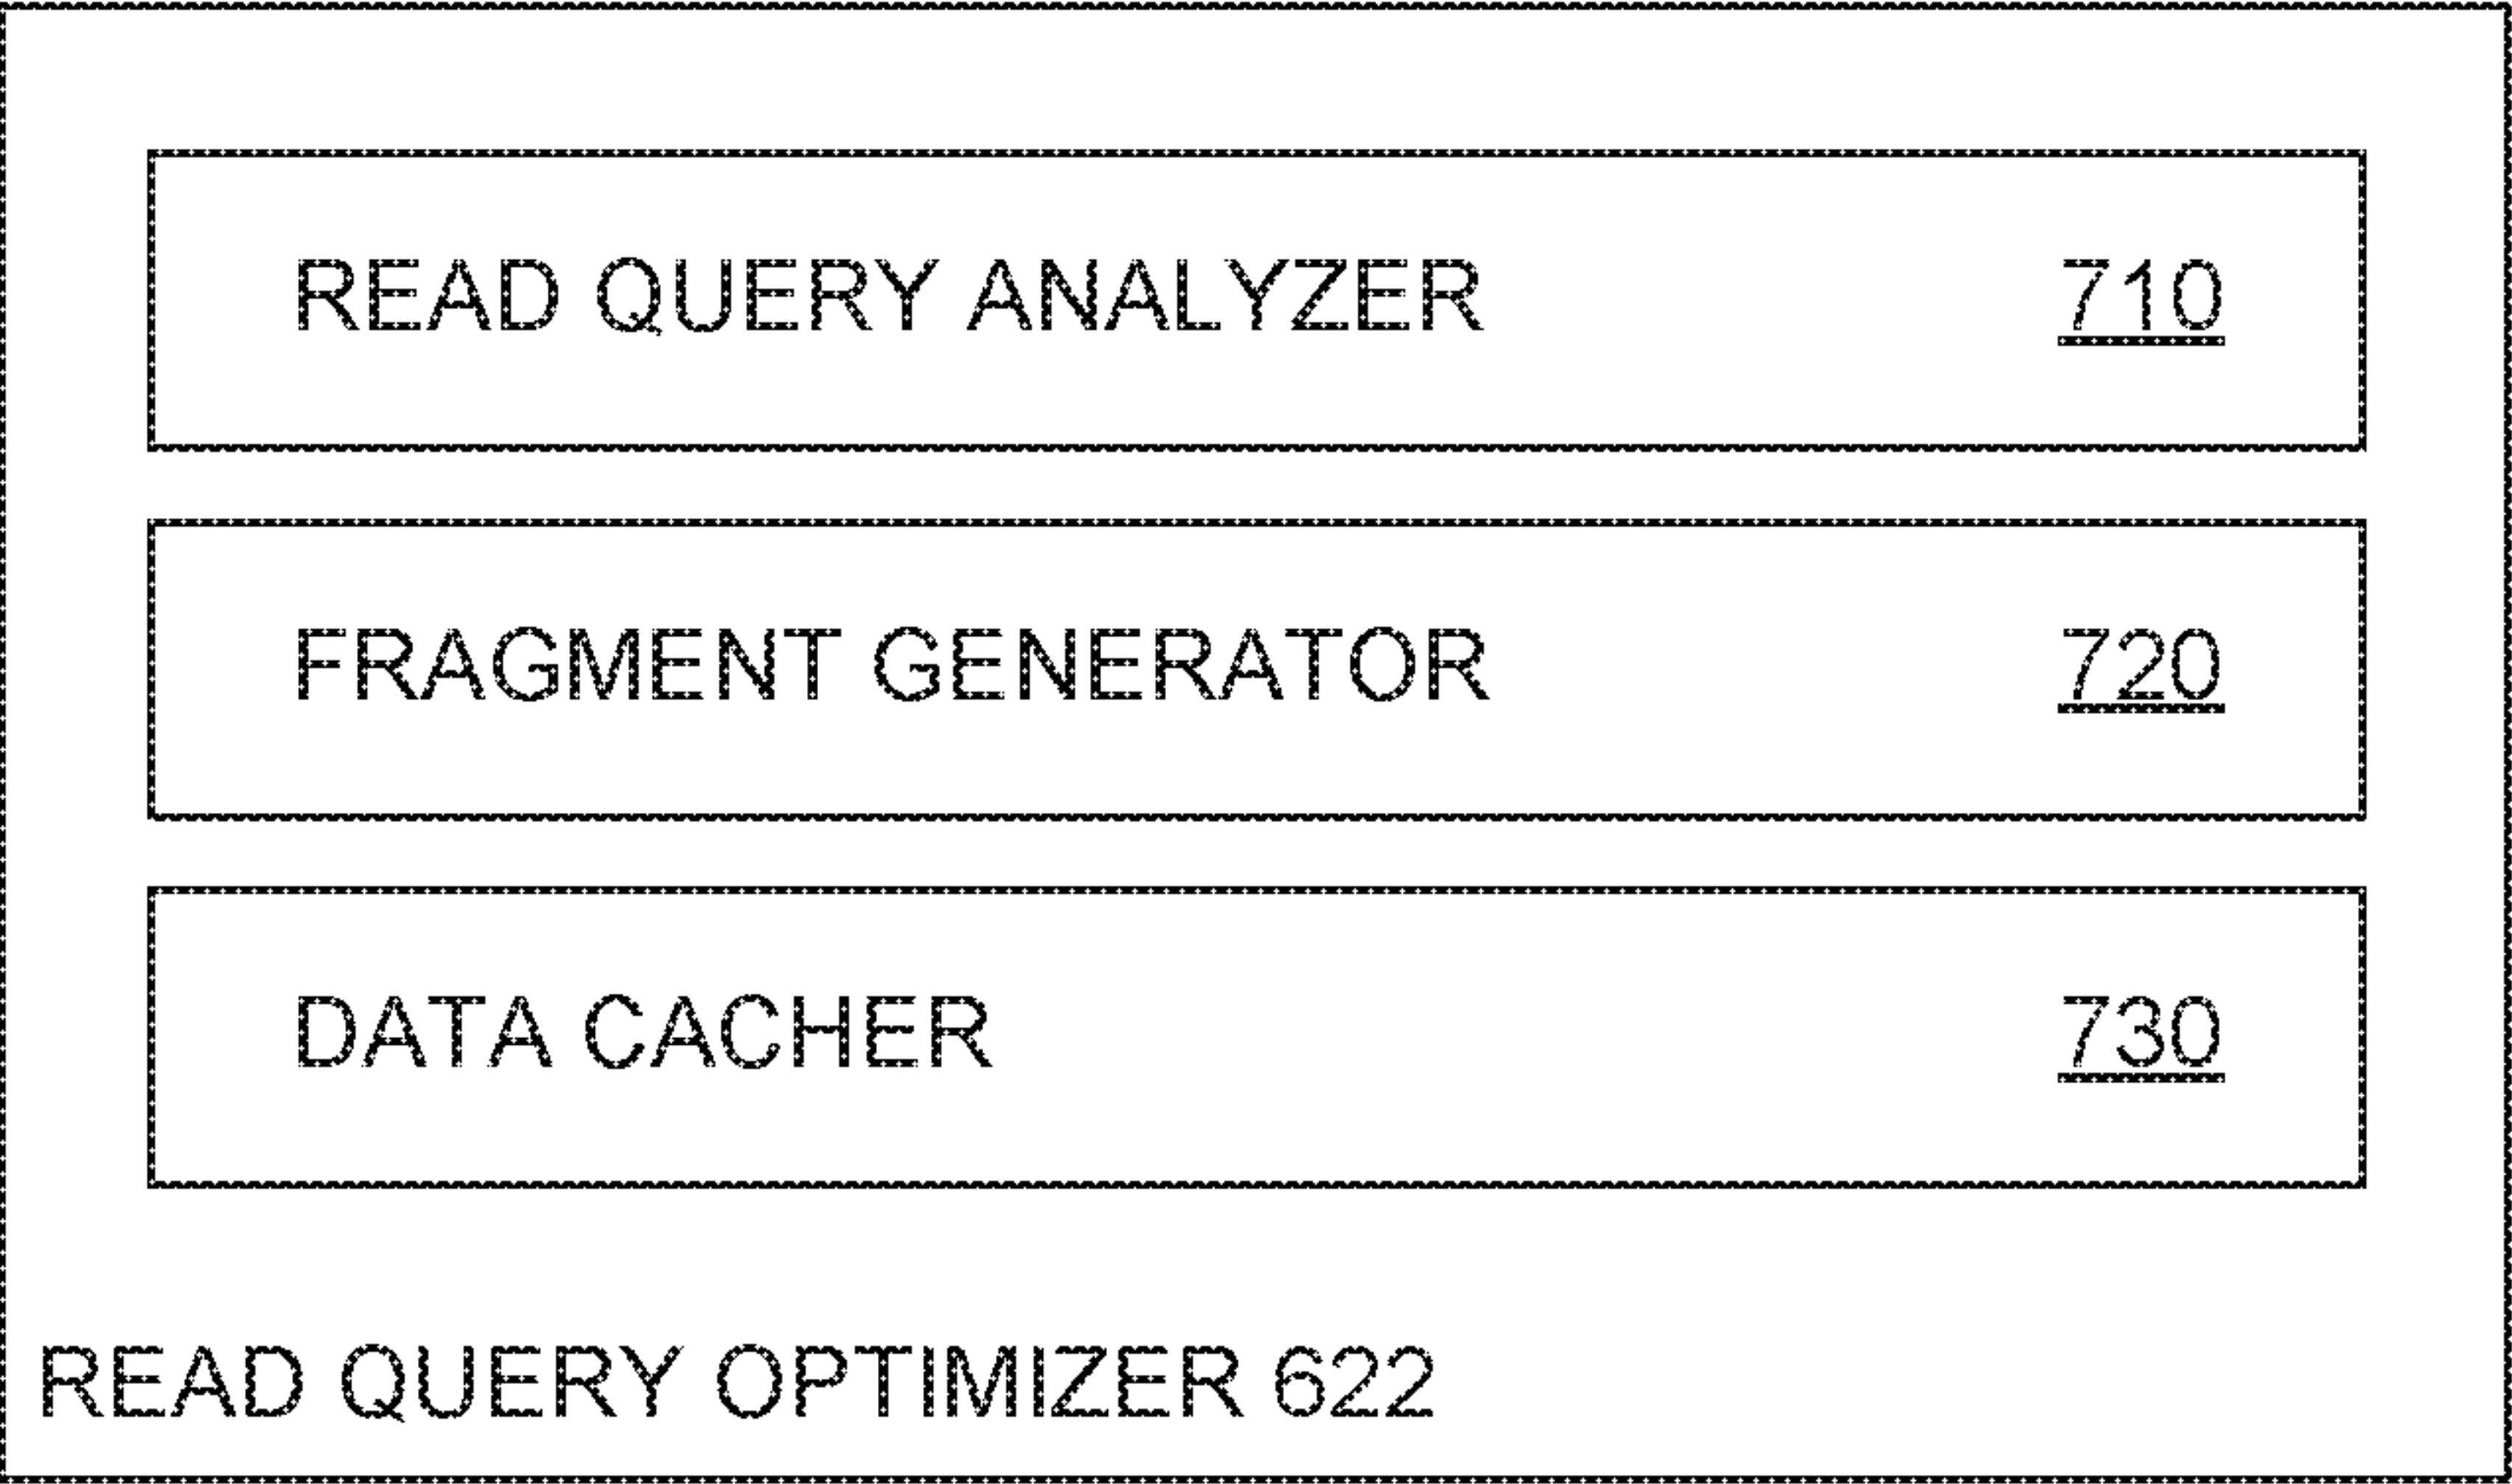 READ QUERY ANALYZER 710
FRAGMENT GENERATOR 720
DATA CACHER 730
READ QUERY OPTIMIZER 622